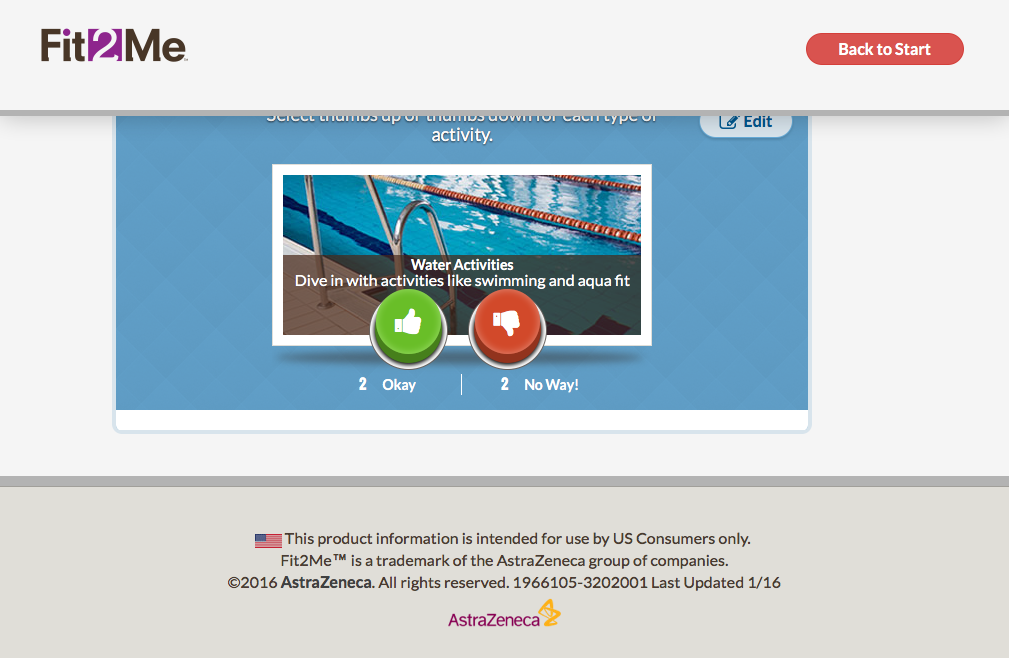 Fit2Me™
Back to Start
Select thumbs up or thumbs down for each type of
activity.
Edit
Water Activities
Dive in with activities like swimming and aqua fit
2 Okay
2 No Way!
This product information is intended for use by US Consumers only.
Fit2Me™ is a trademark of the AstraZeneca group of companies.
©2016 AstraZeneca. All rights reserved. 1966105-3202001 Last Updated 1/16
AstraZeneca